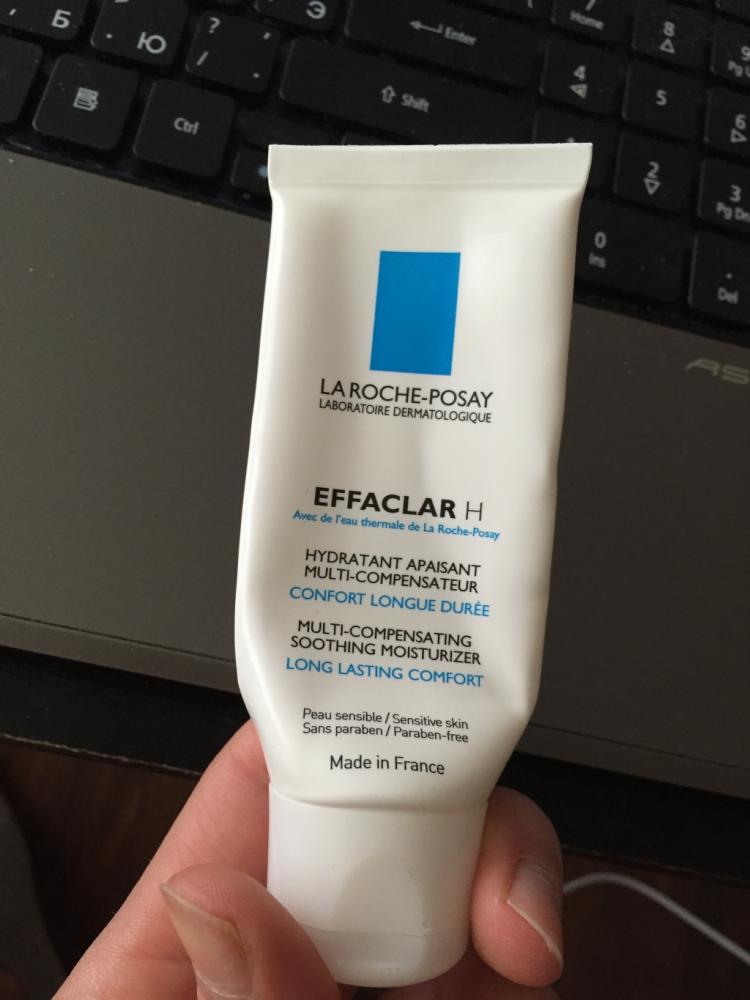 Б
Ю
?
/
.
Э
Enter
7
Home
8
9
4
5
6
Shift
Ctrl
2
3
0
Ins
.
Del
LA ROCHE-POSAY
LABORATOIRE DERMATOLOGIQUE
EFFACLAR H
Avec de l'eau thermale de La Roche-Posay
HYDRATANT APAISANT
MULTI-COMPENSATEUR
CONFORT LONGUE DURÉE
MULTI-COMPENSATING
SOOTHING MOISTURIZER
LONG LASTING COMFORT
Peau sensible / Sensitive skin
Sans paraben / Paraben-free
Made in France